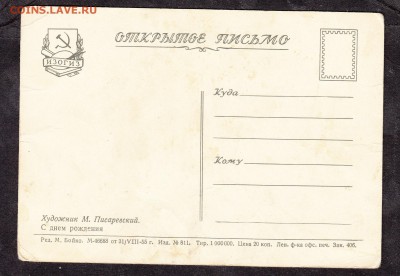 coins.lave.ru
ОТКРЫТОЕ ПИСЬМО
ИЗОГИЗ
Куда
Кому
Художник М. Писаревский.
С днем рождения
Ред. М. Бойко. от 31/VIII-55 г. Изд. № 811. Тир. 1 000 000. Цена 20 коп. Лен. ф-ка офс. печ. Зак. 405.